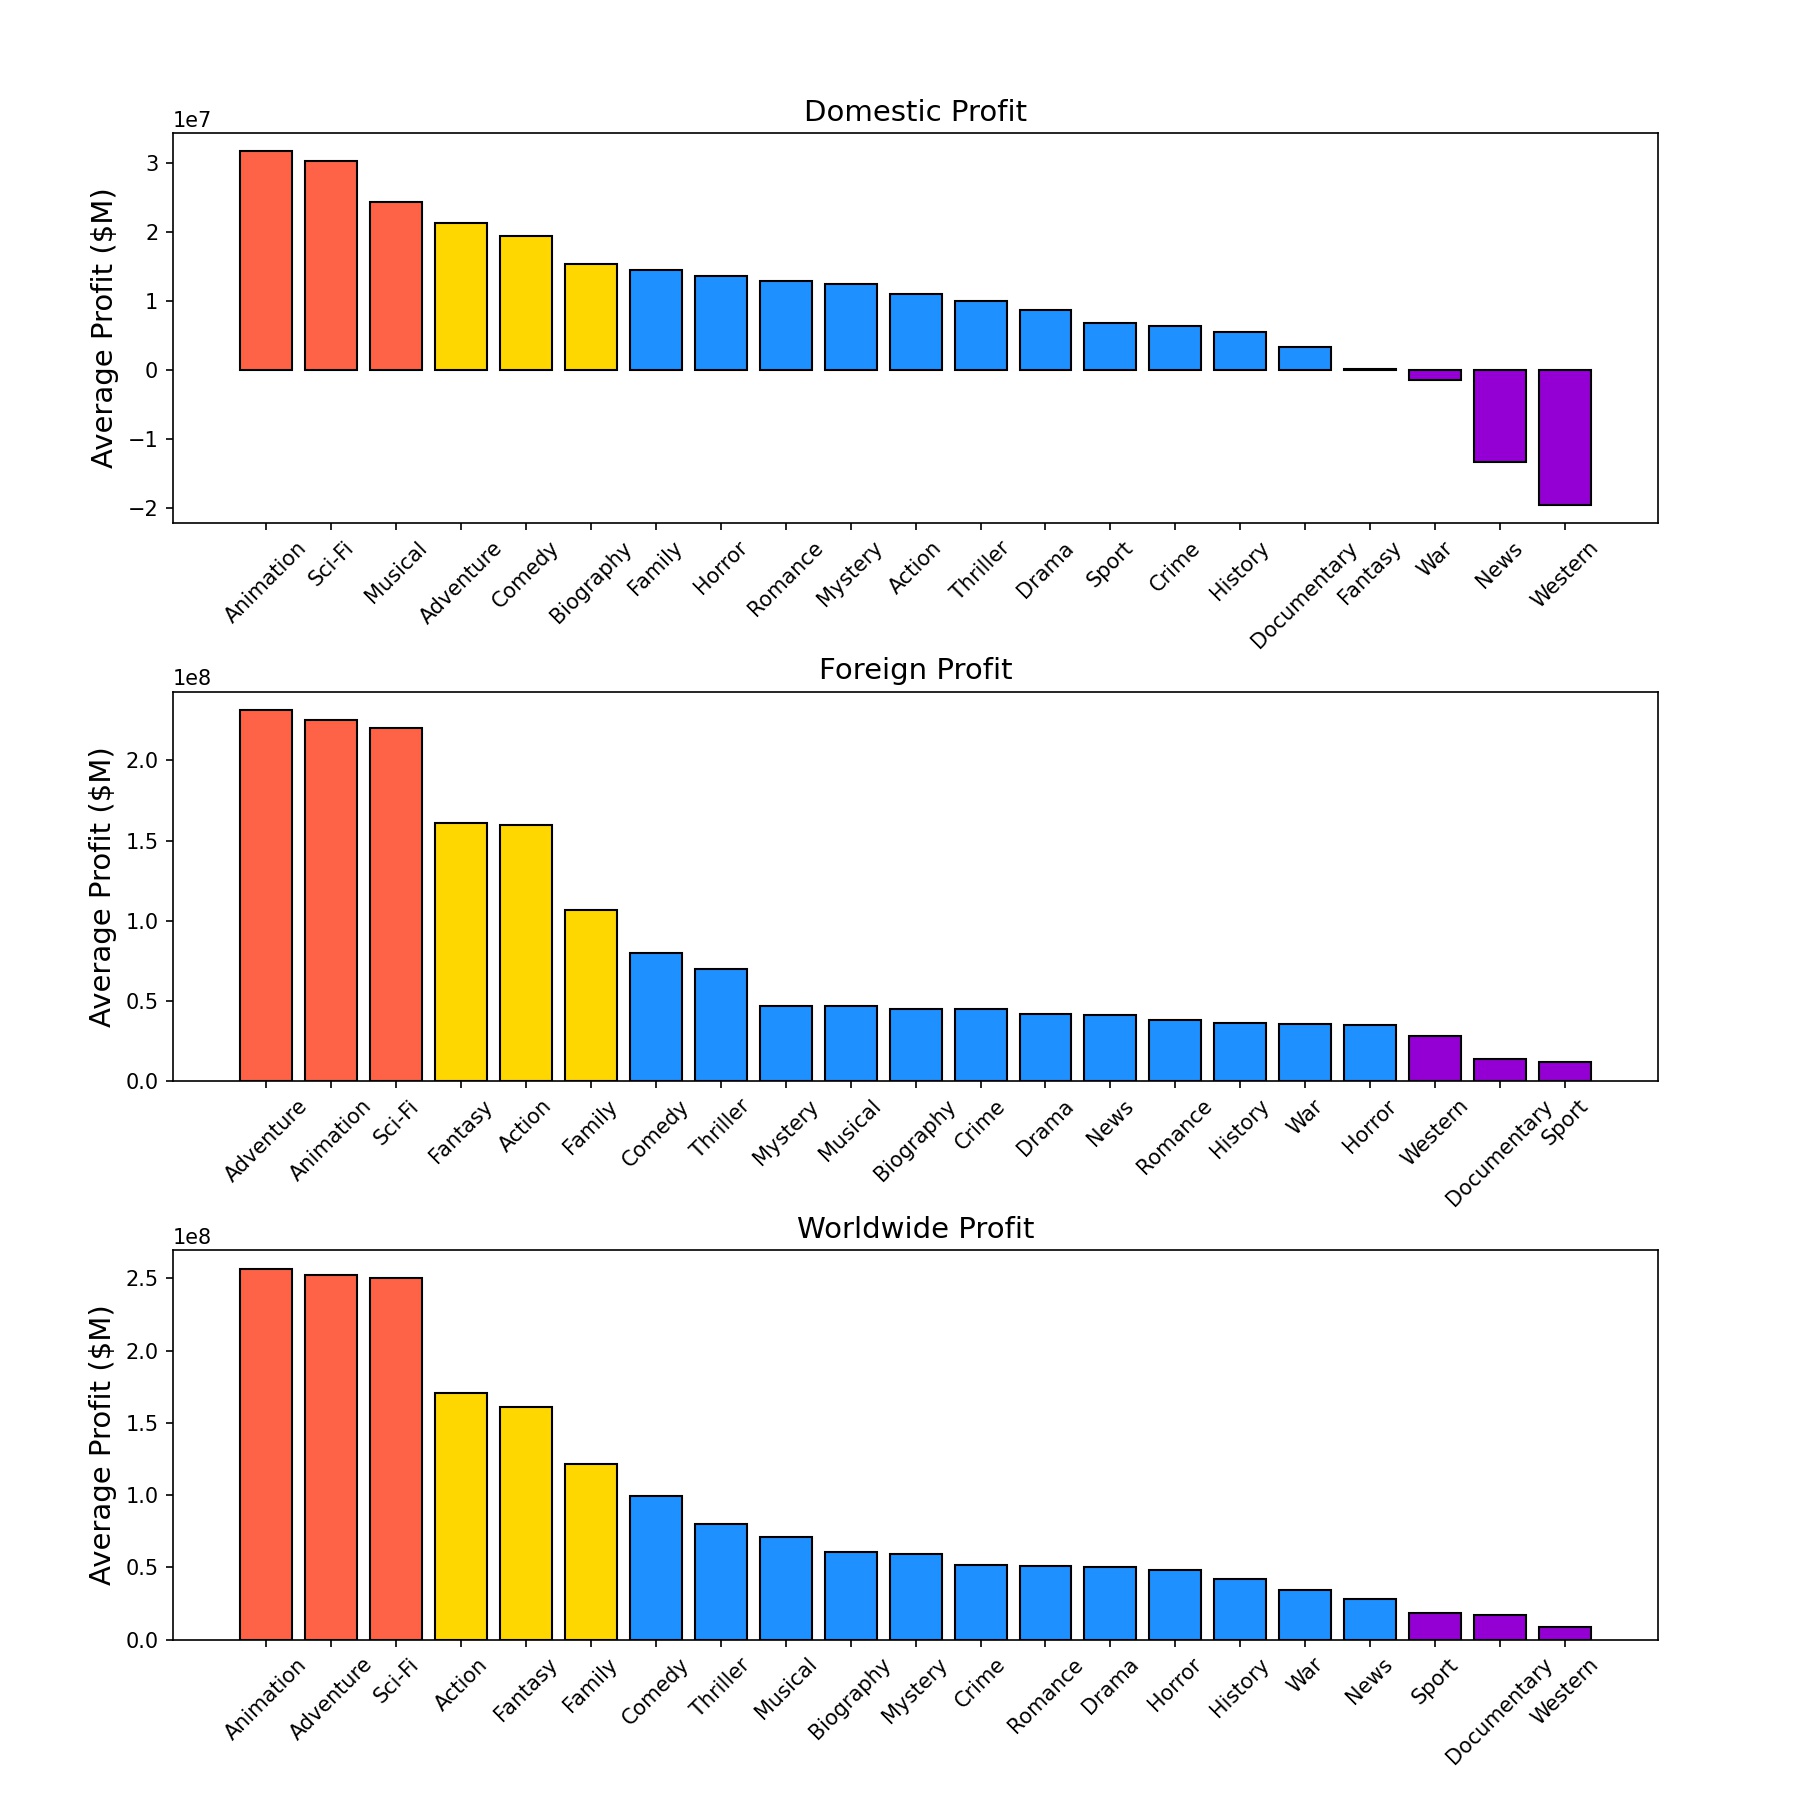 Domestic Profit
1e7
Average Profit ($M)
3
2
1
0
−1
−2
Animation Sci-Fi Musical Adventure Comedy Biography Family Horror Romance Mystery Action Thriller Drama Sport Crime History Documentary Fantasy War News Western
Foreign Profit
1e8
Average Profit ($M)
2.0
1.5
1.0
0.5
0.0
Adventure Animation Sci-Fi Fantasy Action Family Comedy Thriller Mystery Musical Biography Crime Drama News Romance History War Horror Western Documentary Sport
Worldwide Profit
1e8
Average Profit ($M)
2.5
2.0
1.5
1.0
0.5
0.0
Animation Adventure Sci-Fi Action Fantasy Family Comedy Thriller Musical Biography Mystery Crime Romance Drama Horror History War News Sport Documentary Western